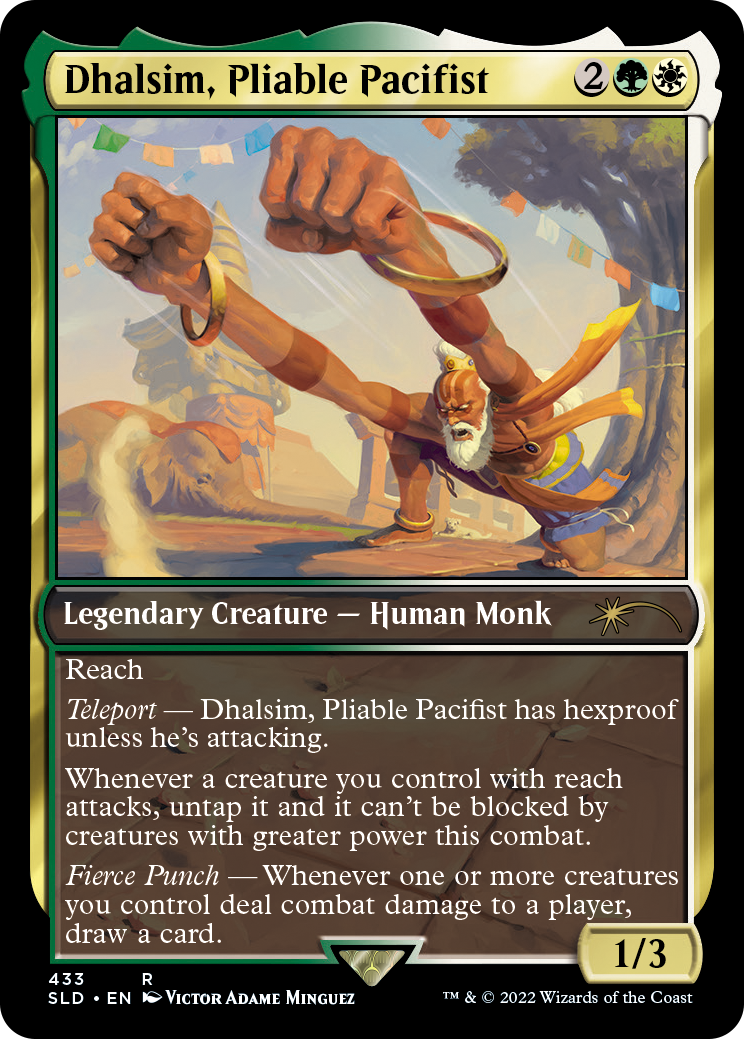 Dhalsim, Pliable Pacifist 2
Legendary Creature — Human Monk
Reach
Teleport — Dhalsim, Pliable Pacifist has hexproof
unless he's attacking.
Whenever a creature you control with reach
attacks, untap it and it can't be blocked by
creatures with greater power this combat.
Fierce Punch — Whenever one or more creatures
you control deal combat damage to a player,
draw a card.
1/3
433 R
SLD • EN Victor Adame Minguez ™ & © 2022 Wizards of the Coast